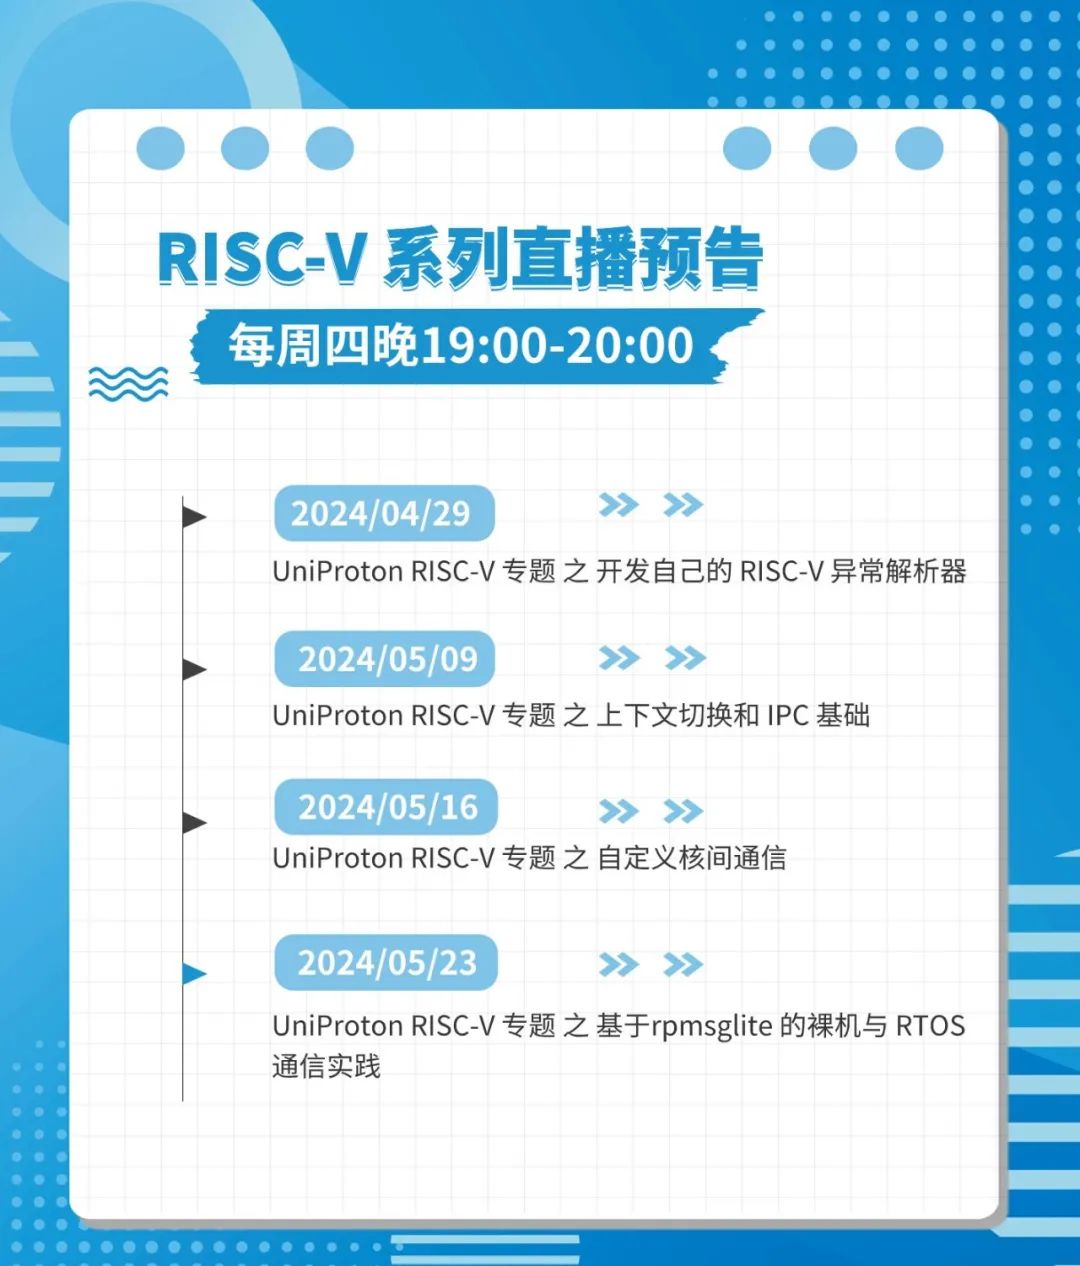 RISC-V 系列直播预告
每周四晚19:00-20:00
2024/04/29
UniProton RISC-V 专题 之 开发自己的 RISC-V 异常解析器
2024/05/09
UniProton RISC-V 专题 之 上下文切换和 IPC 基础
2024/05/16
UniProton RISC-V 专题 之 自定义核间通信
2024/05/23
UniProton RISC-V 专题 之 基于rpmsglite 的裸机与 RTOS
通信实践